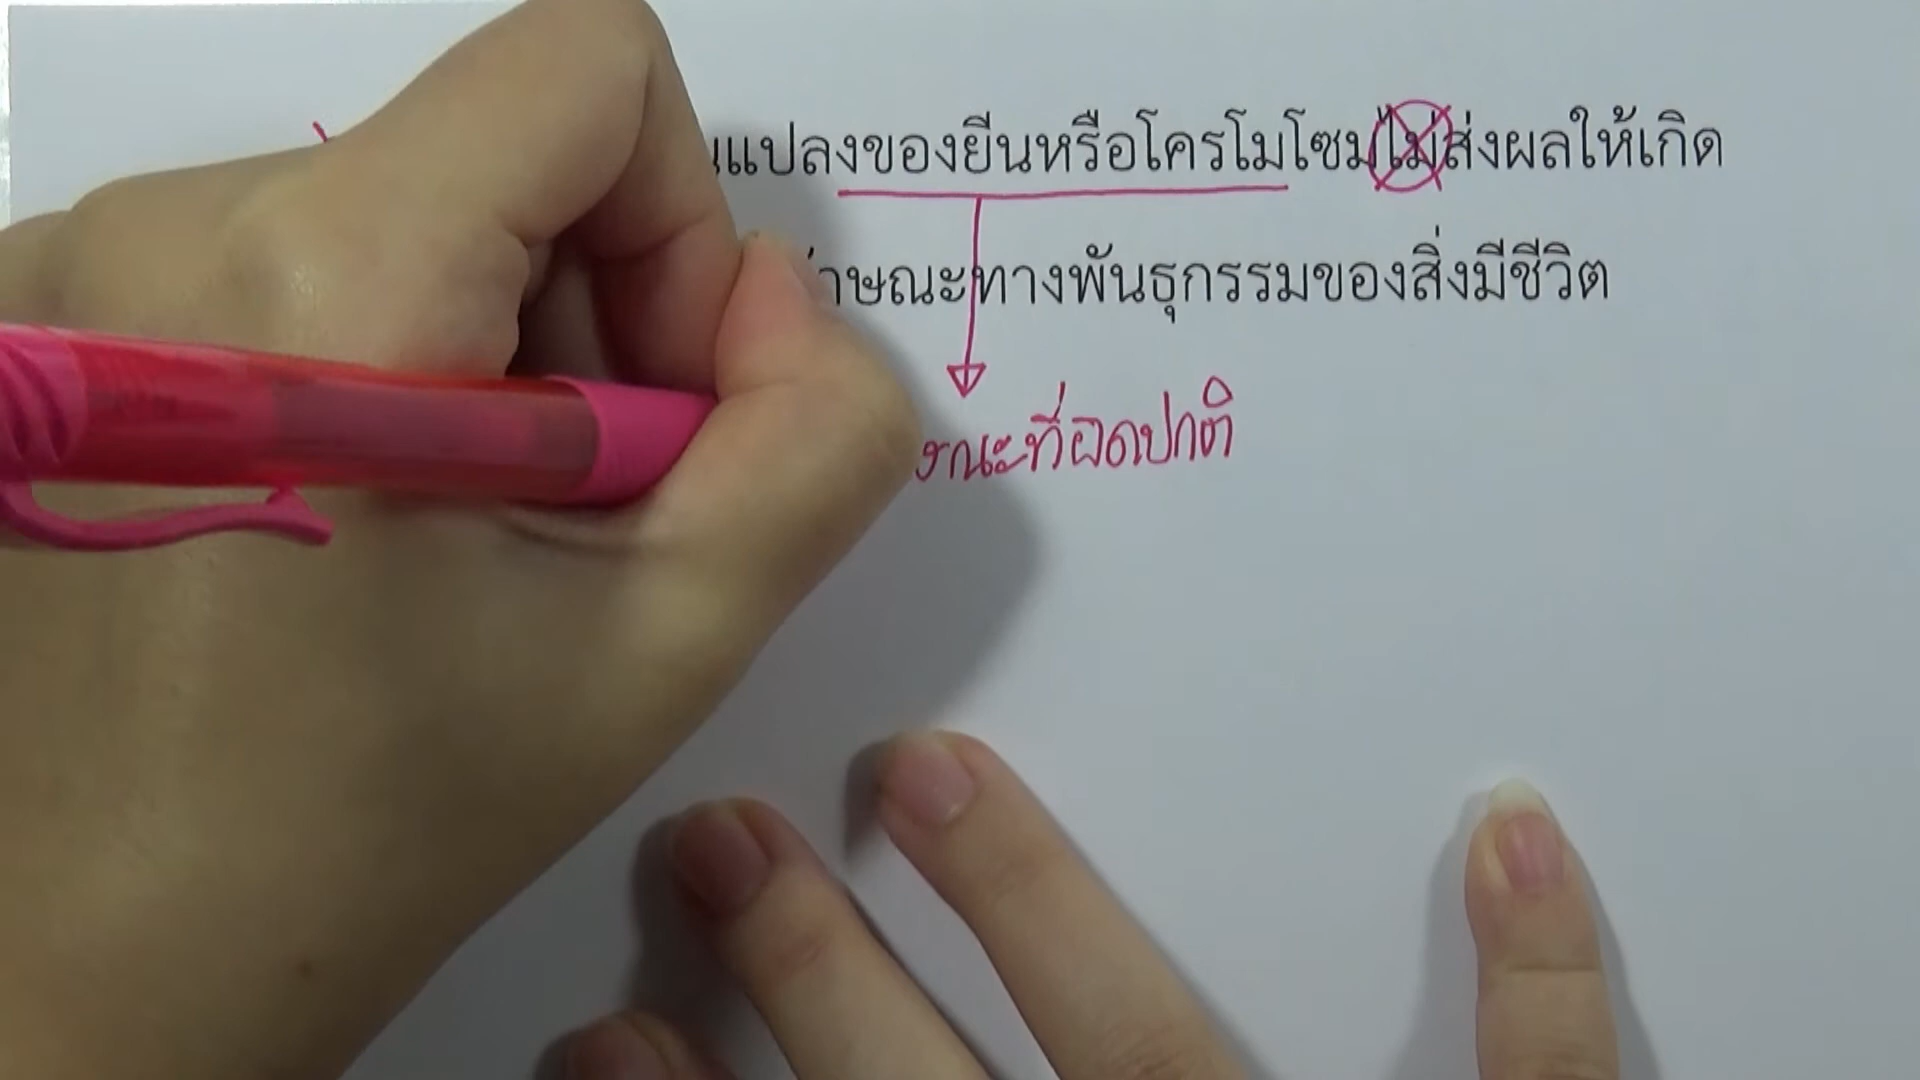 แปลงของยีนหรือโครโมโซมไม่ส่งผลให้เกิด
ษณะทางพันธุกรรมของสิ่งมีชีวิต
ษณะที่ผิดปกติ